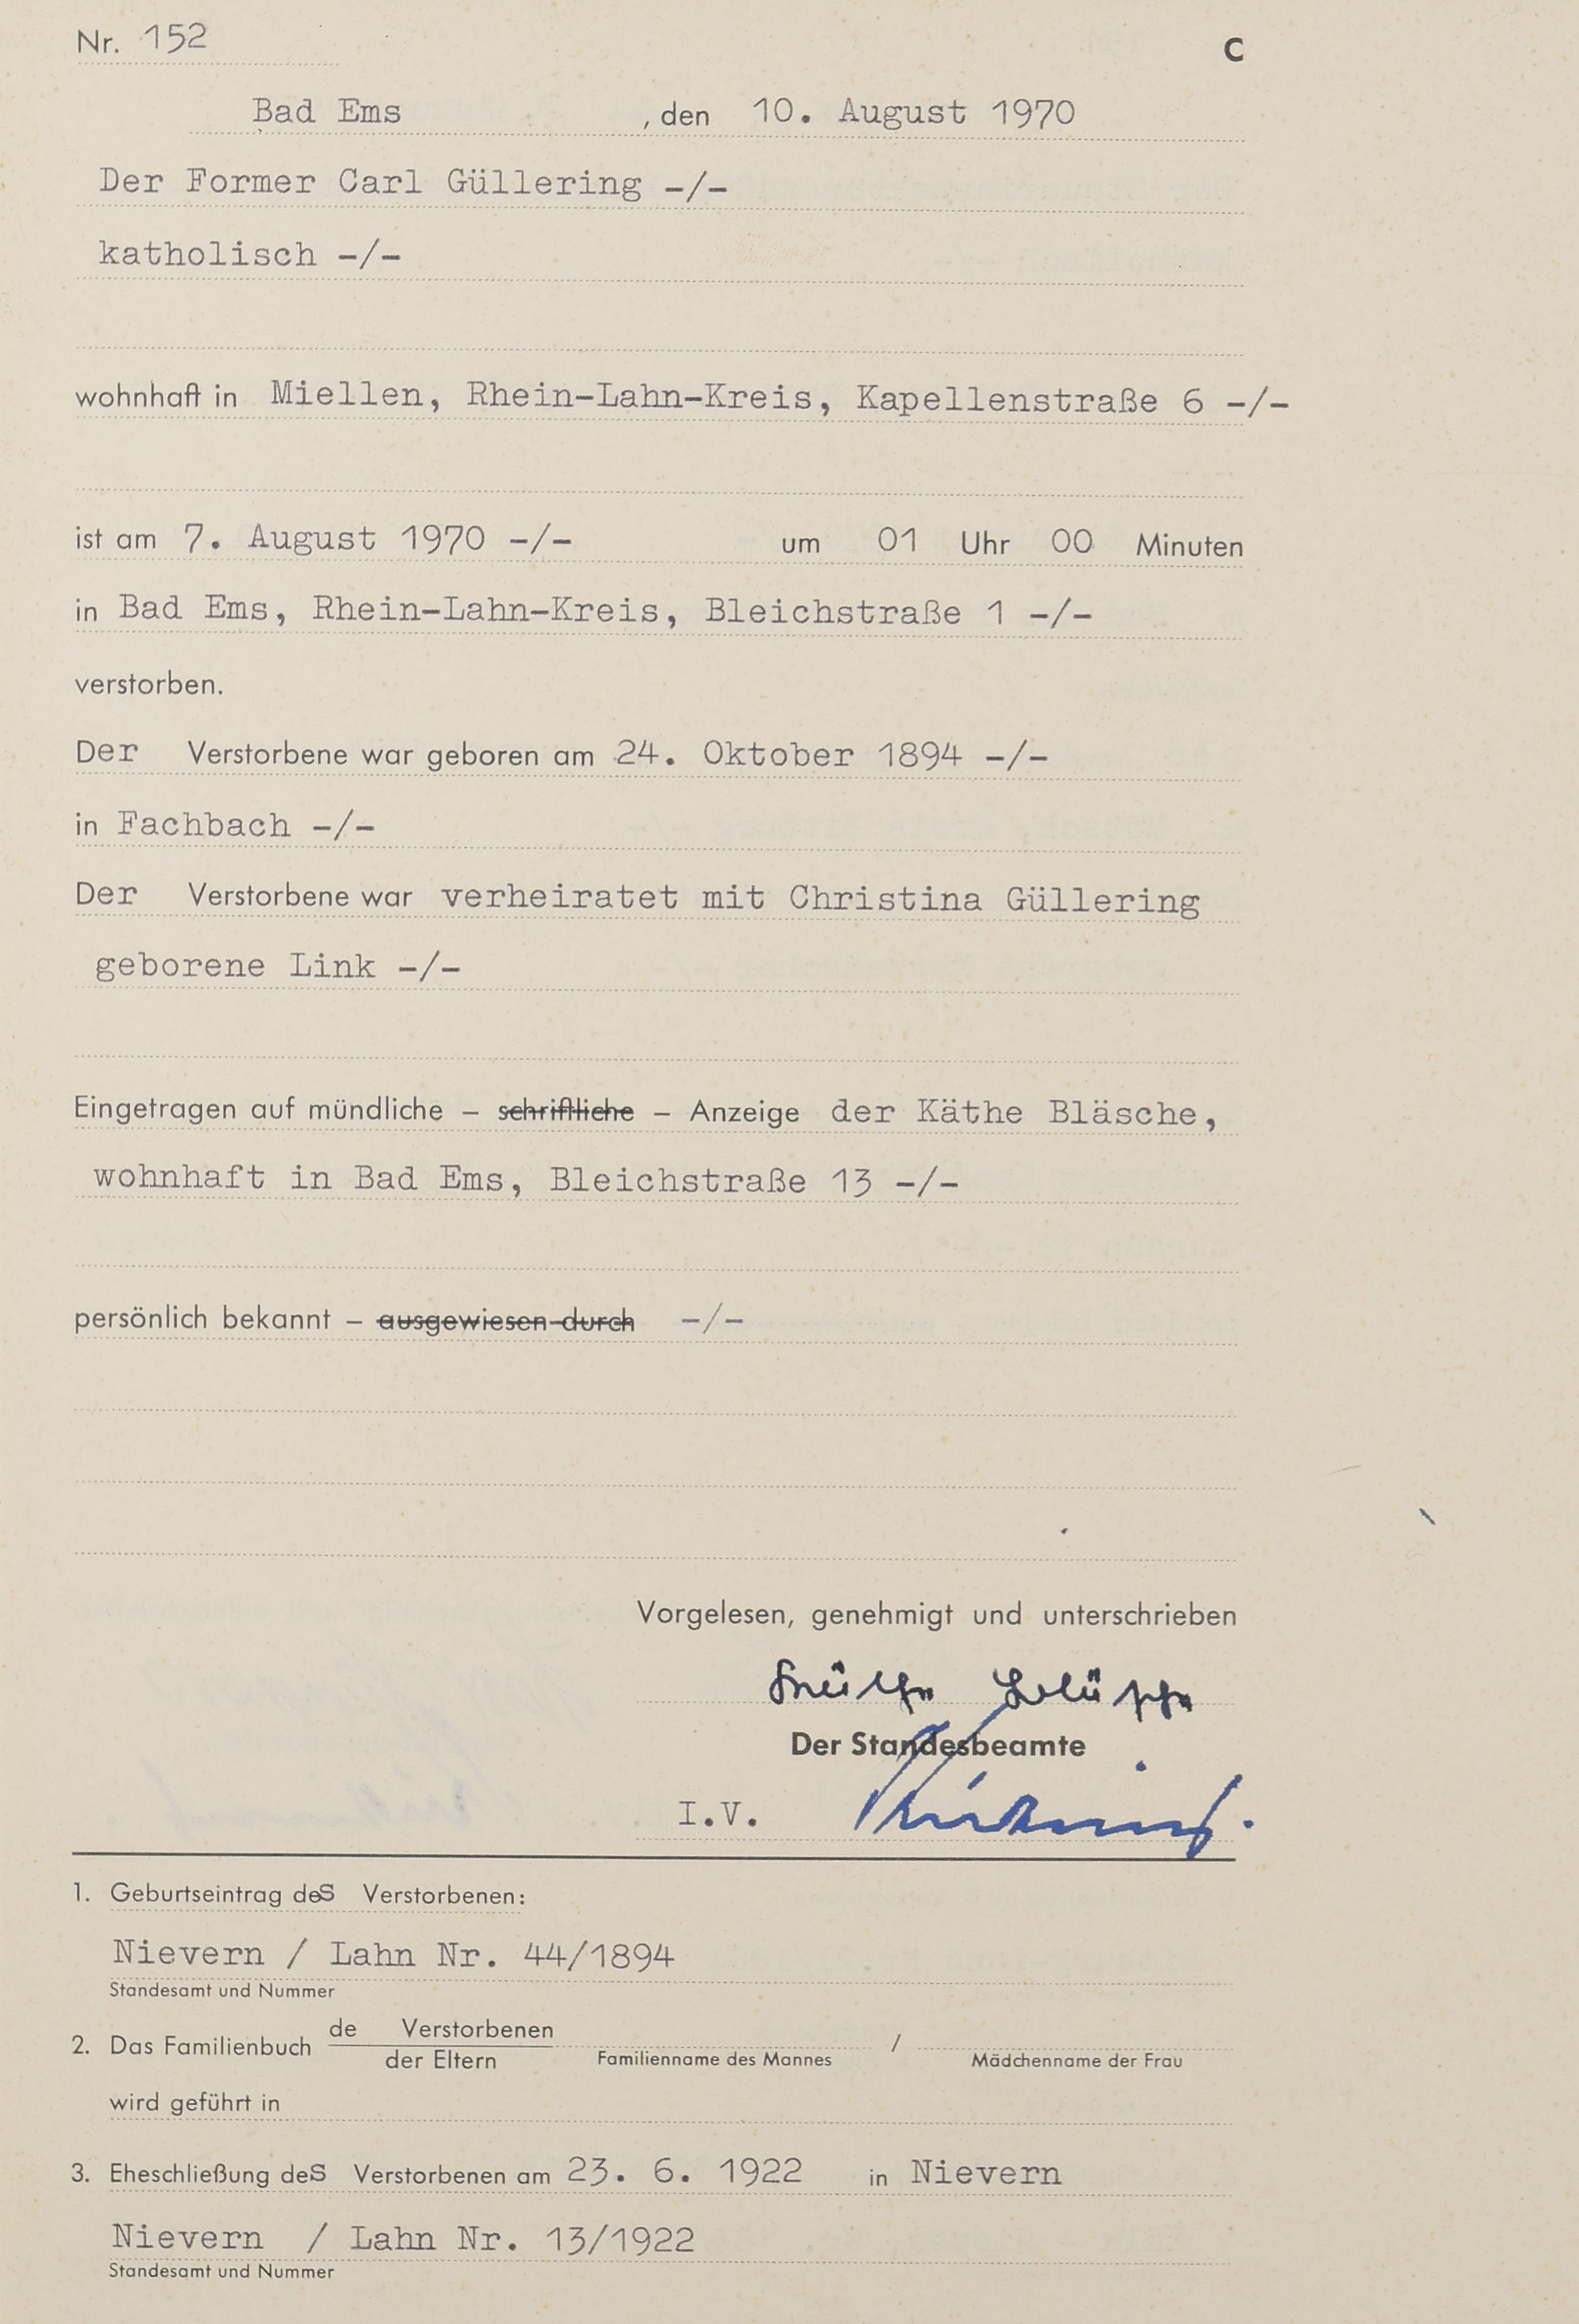 Nr. 152 C
Bad Ems , den 10. August 1970
Der Former Carl Güllering -/-
katholisch -/-
wohnhaft in Miellen, Rhein-Lahn-Kreis, Kapellenstraße 6 -/-
ist am 7. August 1970 -/- um 01 Uhr 00 Minuten
in Bad Ems, Rhein-Lahn-Kreis, Bleichstraße 1 -/-
verstorben.
Der Verstorbene war geboren am 24. Oktober 1894 -/-
in Fachbach -/-
Der Verstorbene war verheiratet mit Christina Güllering
geborene Link -/-
Eingetragen auf mündliche – schriftliche – Anzeige der Käthe Bläsche,
wohnhaft in Bad Ems, Bleichstraße 13 -/-
persönlich bekannt – ausgewiesen durch -/-
Vorgelesen, genehmigt und unterschrieben
Käthe Bläsche
Der Standesbeamte
I.V.
1. Geburtseintrag des Verstorbenen:
Nievern / Lahn Nr. 44/1894
Standesamt und Nummer
2. Das Familienbuch de Verstorbenen /
der Eltern Familienname des Mannes Mädchenname der Frau
wird geführt in
3. Eheschließung des Verstorbenen am 23. 6. 1922 in Nievern
Nievern / Lahn Nr. 13/1922
Standesamt und Nummer